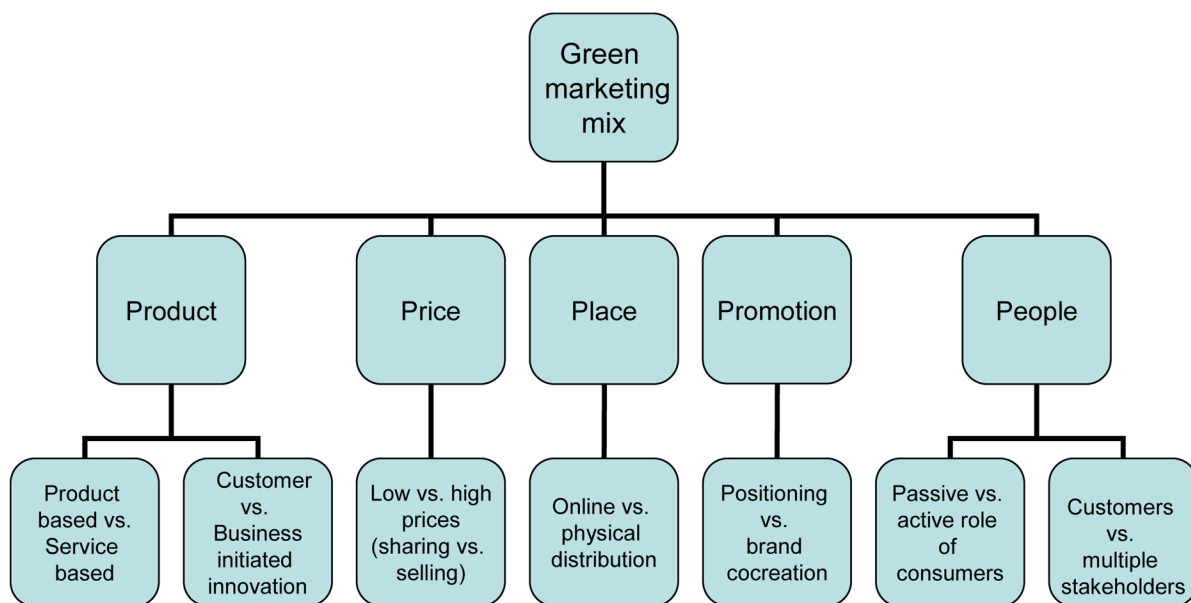 Green
marketing
mix
Product
Price
Place
Promotion
People
Product
based vs.
Service
based
Customer
vs.
Business
initiated
innovation
Low vs. high
prices
(sharing vs.
selling)
Online vs.
physical
distribution
Positioning
vs.
brand
cocreation
Passive vs.
active role
of
consumers
Customers
vs.
multiple
stakeholders